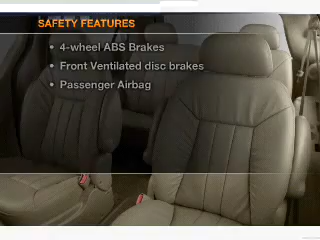 SAFETY FEATURES
• 4-wheel ABS Brakes
• Front Ventilated disc brakes
• Passenger Airbag